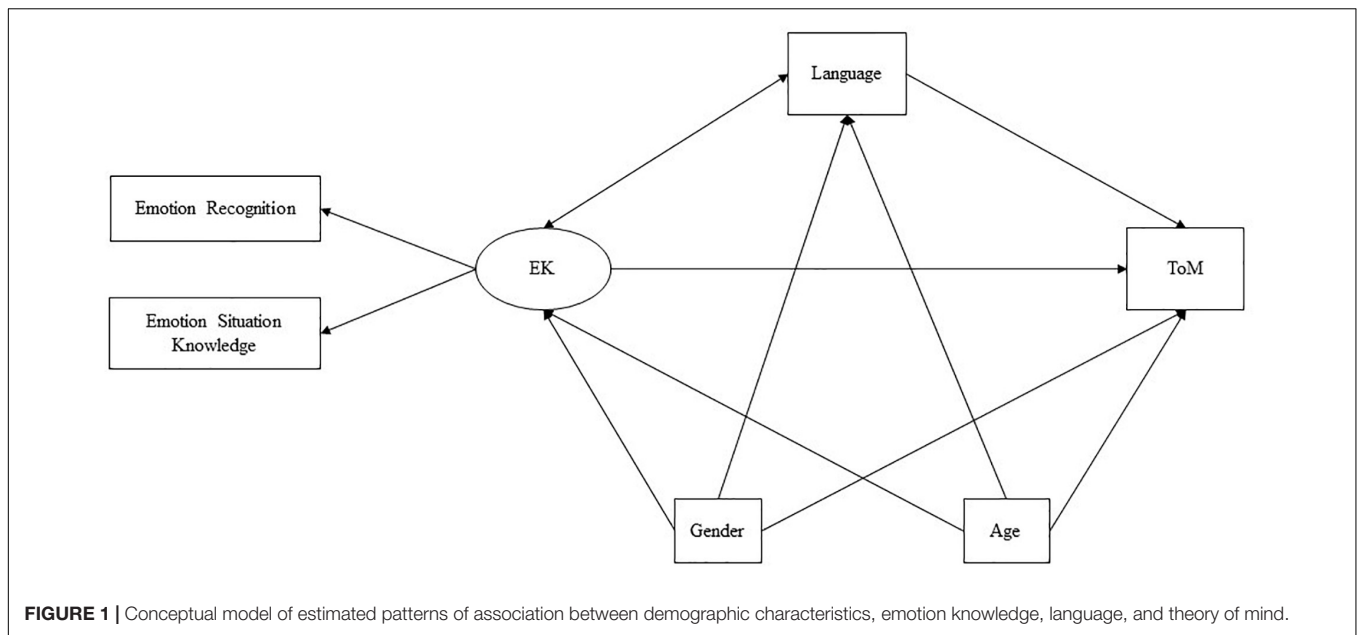 Language
Emotion Recognition
EK
ToM
Emotion Situation
Knowledge
Gender
Age
FIGURE 1 | Conceptual model of estimated patterns of association between demographic characteristics, emotion knowledge, language, and theory of mind.